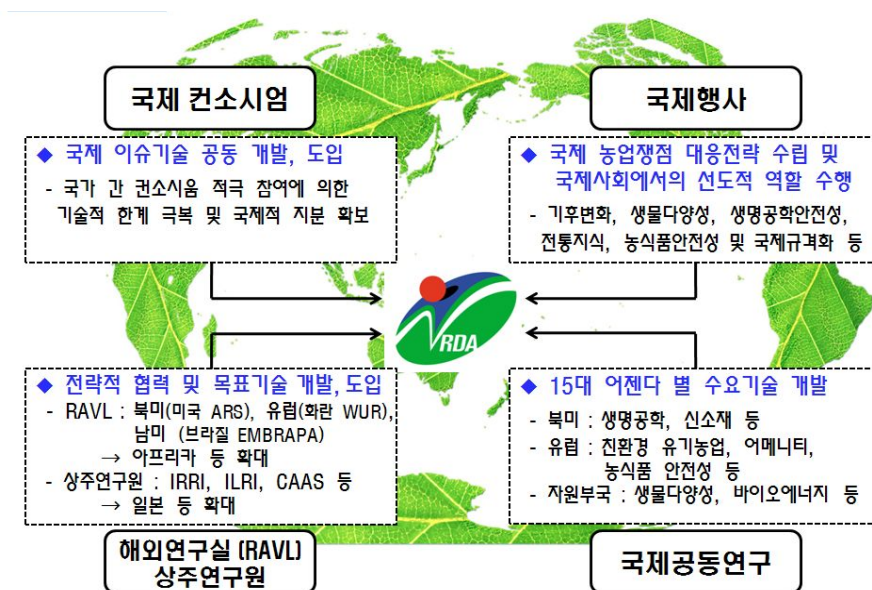 국제 컨소시엄
◆ 국제 이슈기술 공동 개발, 도입
- 국가 간 컨소시움 적극 참여에 의한
기술적 한계 극복 및 국제적 지분 확보
국제행사
◆ 국제 농업쟁점 대응전략 수립 및
국제사회에서의 선도적 역할 수행
- 기후변화, 생물다양성, 생명공학안전성,
전통지식, 농식품안전성 및 국제규격화 등
RDA
◆ 전략적 협력 및 목표기술 개발, 도입
- RAVL : 북미(미국 ARS), 유럽(화란 WUR),
남미 (브라질 EMBRAPA)
→ 아프리카 등 확대
- 상주연구원 : IRRI, ILRI, CAAS 등
→ 일본 등 확대
해외연구실 (RAVL)
상주연구원
◆ 15대 어젠다 별 수요기술 개발
- 북미 : 생명공학, 신소재 등
- 유럽 : 친환경 유기농업, 어메니티,
농식품 안전성 등
- 자원부국 : 생물다양성, 바이오에너지 등
국제공동연구